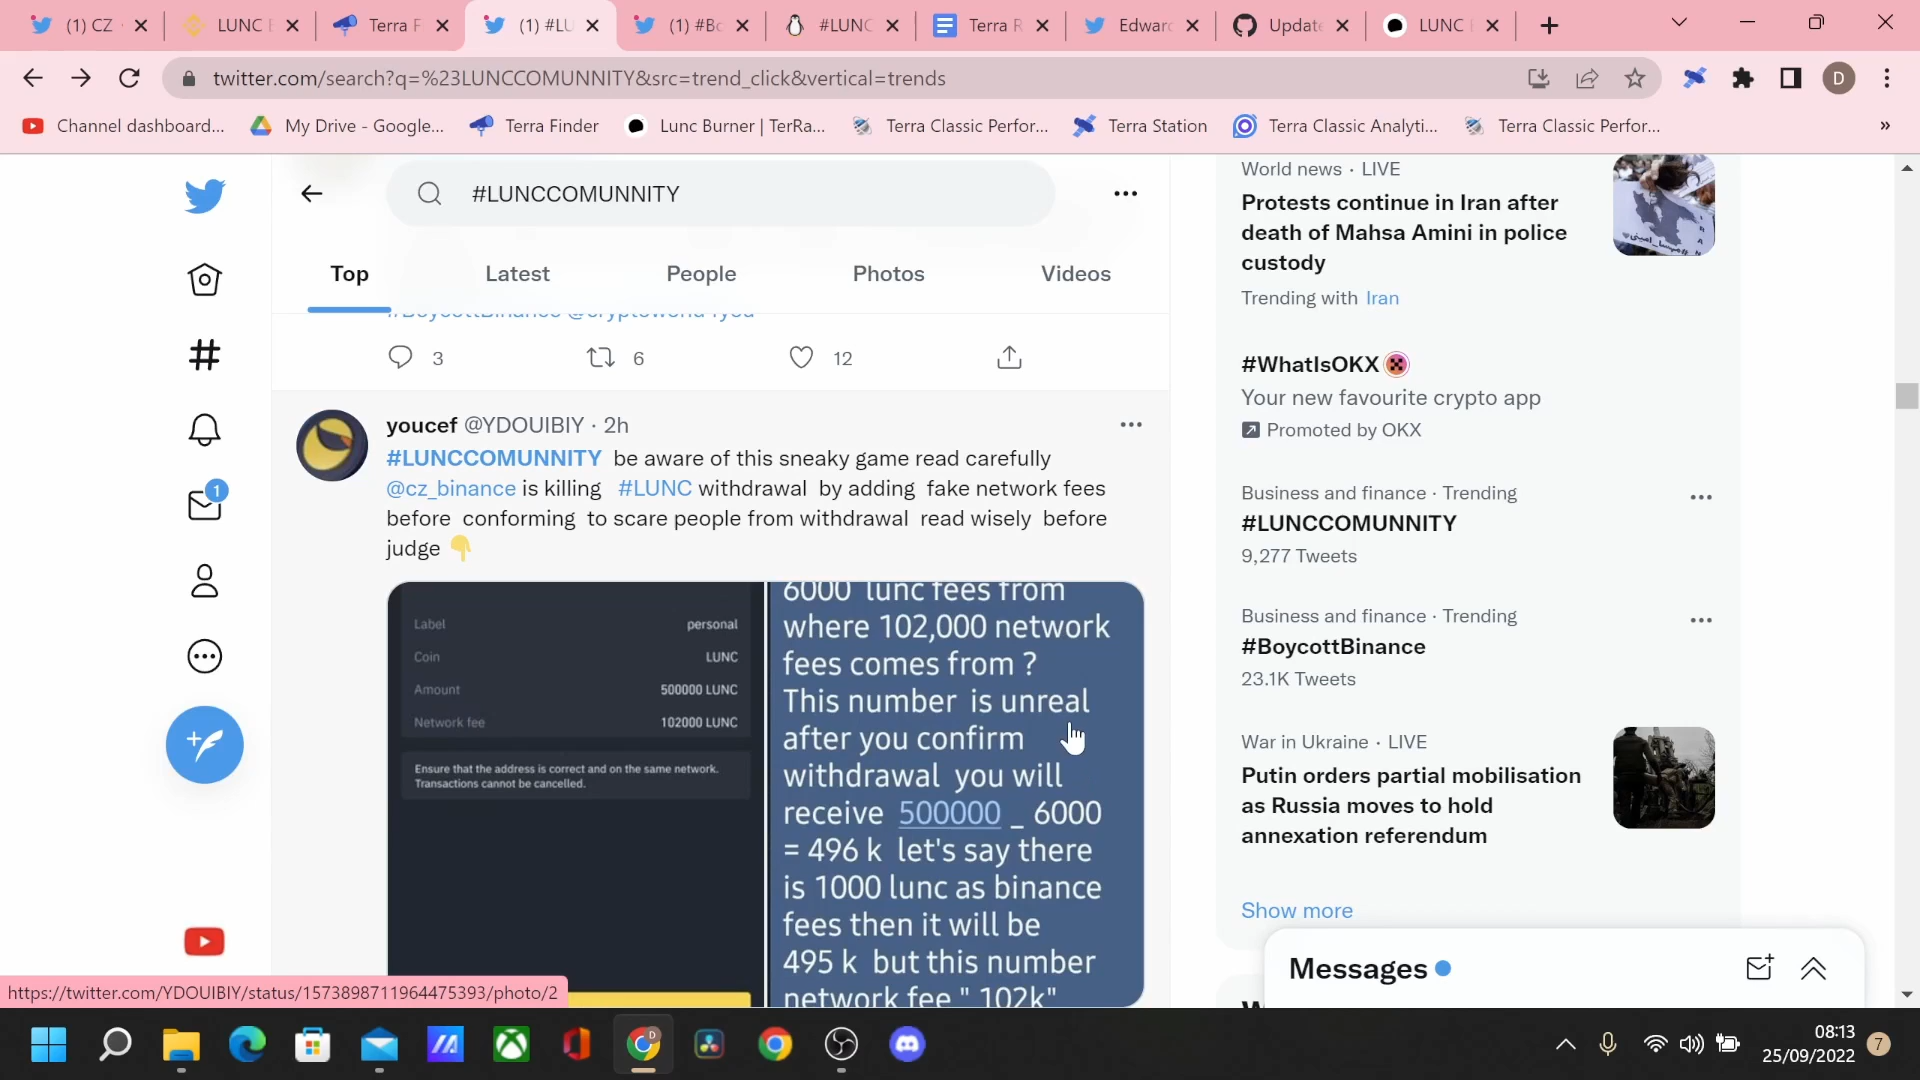 (1) CZ
LUNC
Terra F
(1) #LU
(1) #Bo
#LUNC
Terra R
Edward
Update
LUNC
twitter.com/search?q=%23LUNCCOMUNNITY&src=trend_click&vertical=trends
D
Channel dashboard...
My Drive - Google...
Terra Finder
Lunc Burner | TerRa...
Terra Classic Perfor...
Terra Station
Terra Classic Analyti...
Terra Classic Perfor...
»
#LUNCCOMUNNITY
Top
Latest
People
Photos
Videos
3
6
12
youcef @YDOUIBIY · 2h
#LUNCCOMUNNITY be aware of this sneaky game read carefully
@cz_binance is killing #LUNC withdrawal by adding fake network fees
before conforming to scare people from withdrawal read wisely before
judge 👇
Label personal
Coin LUNC
Amount 500000 LUNC
Network fee 102000 LUNC
Ensure that the address is correct and on the same network.
Transactions cannot be cancelled.
6000 lunc fees from
where 102,000 network
fees comes from ?
This number is unreal
after you confirm
withdrawal you will
receive 500000 _ 6000
= 496 k let's say there
is 1000 lunc as binance
fees then it will be
495 k but this number
network fee " 102k"
World news · LIVE
Protests continue in Iran after
death of Mahsa Amini in police
custody
Trending with Iran
#WhatIsOKX
Your new favourite crypto app
Promoted by OKX
Business and finance · Trending
#LUNCCOMUNNITY
9,277 Tweets
Business and finance · Trending
#BoycottBinance
23.1K Tweets
War in Ukraine · LIVE
Putin orders partial mobilisation
as Russia moves to hold
annexation referendum
Show more
Messages
1
https://twitter.com/YDOUIBIY/status/1573898711964475393/photo/2
08:13
25/09/2022
7